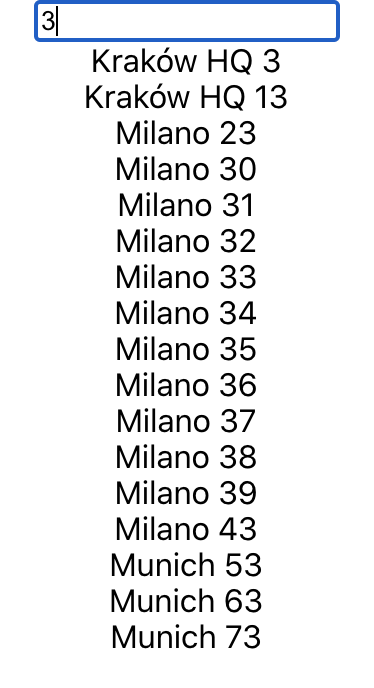 3
Kraków HQ 3
Kraków HQ 13
Milano 23
Milano 30
Milano 31
Milano 32
Milano 33
Milano 34
Milano 35
Milano 36
Milano 37
Milano 38
Milano 39
Milano 43
Munich 53
Munich 63
Munich 73